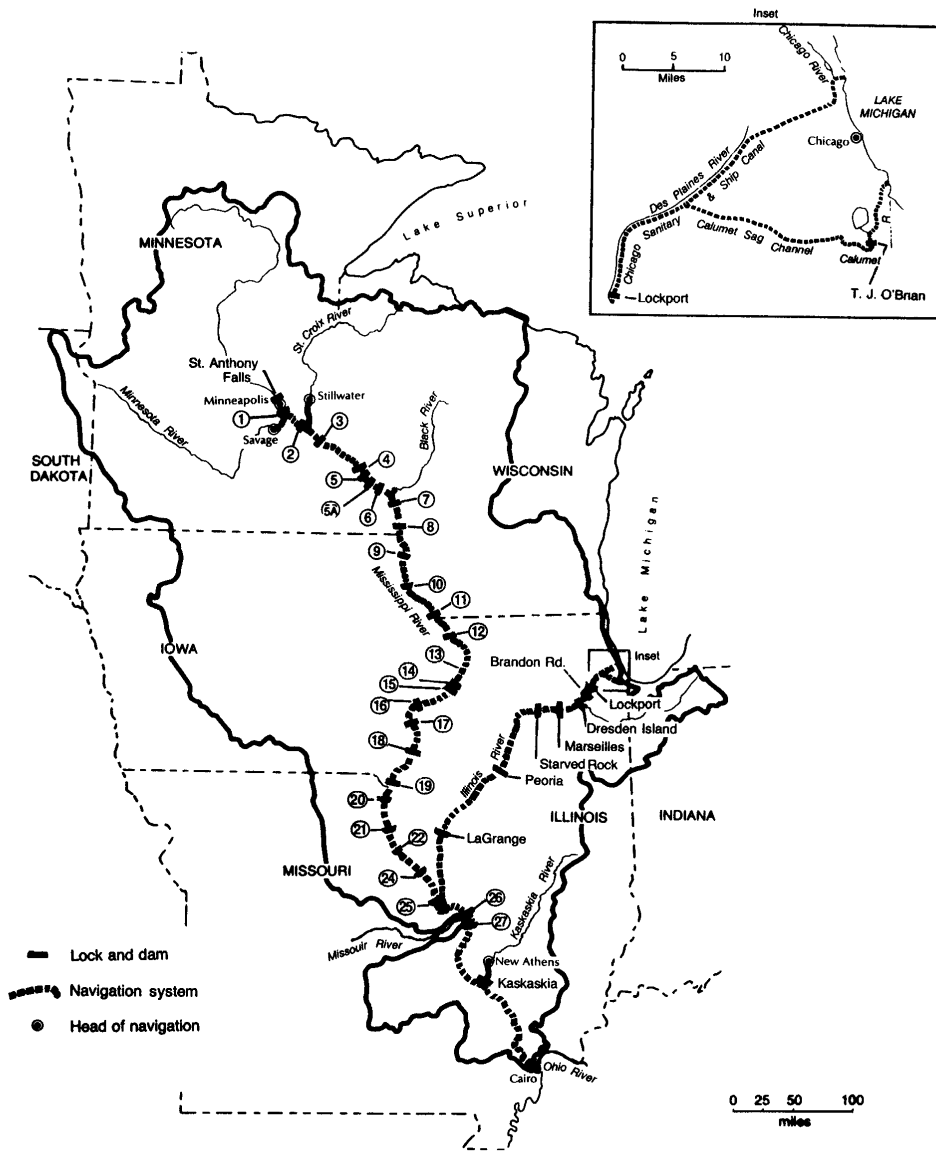 Inset
0 5 10
Miles
Chicago River
LAKE
MICHIGAN
Chicago
Des Plaines River
Chicago Sanitary & Ship Canal
Calumet Sag Channel
Calumet
R
Lockport
T. J. O'Brian
Lake Superior
MINNESOTA
St. Croix River
St. Anthony
Falls
Minneapolis
Stillwater
1
Savage
2
3
Minnesota River
Black River
4
5
5A
6
7
8
SOUTH
DAKOTA
WISCONSIN
9
Mississippi River
10
11
12
Lake Michigan
IOWA
13
14
15
16
17
18
Brandon Rd.
Inset
Lockport
Dresden Island
Marseilles
Starved Rock
Peoria
Illinois River
19
20
21
22
24
25
26
27
ILLINOIS
INDIANA
LaGrange
MISSOURI
Kaskaskia River
Missouir River
New Athens
Kaskaskia
Lock and dam
Navigation system
Head of navigation
Cairo
Ohio River
0 25 50 100
miles